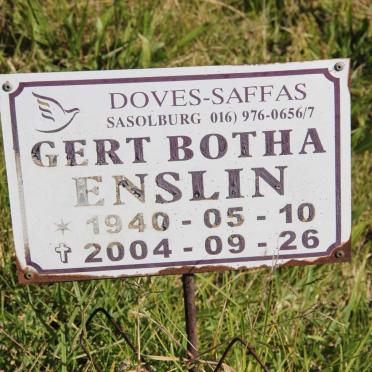 DOVES-SAFFAS
SASOLBURG 016) 976-0656/7
GERT BOTHA
ENSLIN
1940-05-10
2004-09-26